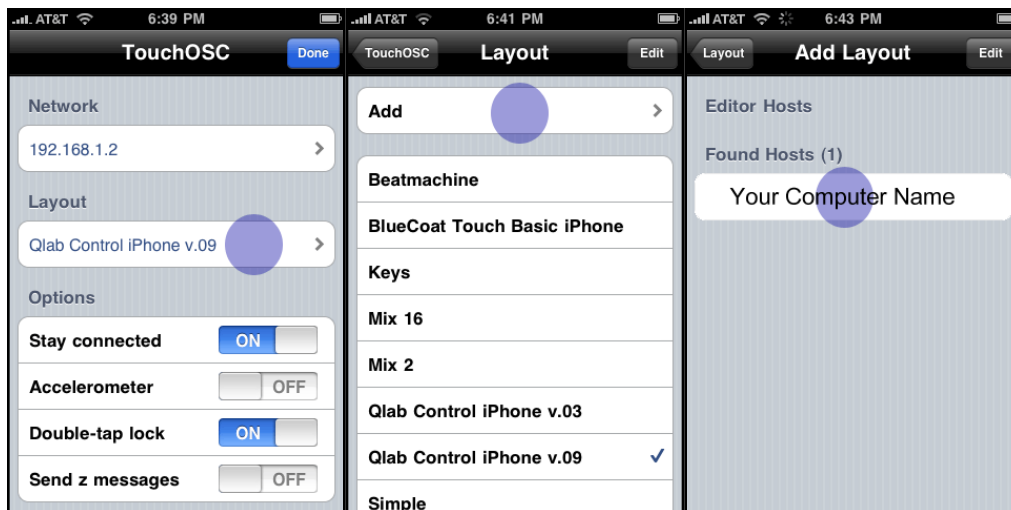 AT&T 6:39 PM
TouchOSC Done
Network
192.168.1.2
Layout
Qlab Control iPhone v.09
Options
Stay connected ON
Accelerometer OFF
Double-tap lock ON
Send z messages OFF
AT&T 6:41 PM
TouchOSC Layout Edit
Add
Beatmachine
BlueCoat Touch Basic iPhone
Keys
Mix 16
Mix 2
Qlab Control iPhone v.03
Qlab Control iPhone v.09
Simple
AT&T 6:43 PM
Layout Add Layout Edit
Editor Hosts
Found Hosts (1)
Your Computer Name